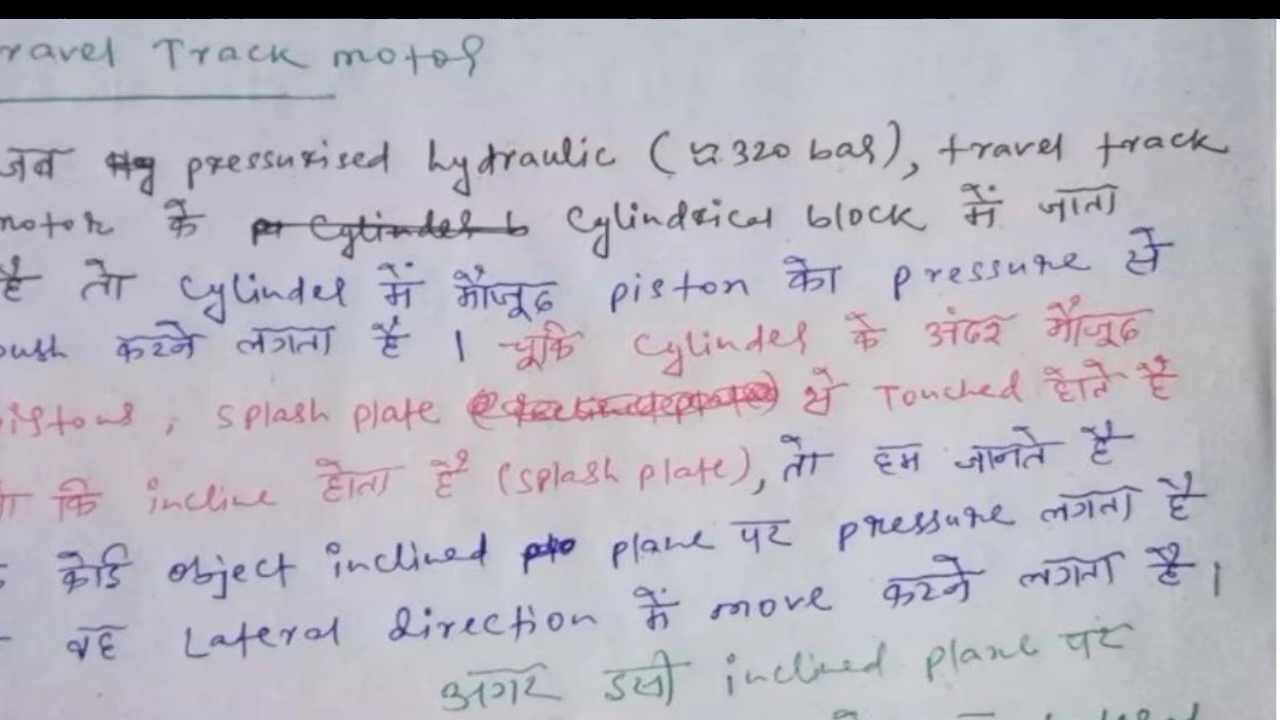 ravel Track motor
जब pressurised hydraulic (≈320 bar), travel track
motor के Cylindrical block में जाता
है तो cylinder में मौजूद piston को pressure से
push करने लगता है । चूकि cylinder के अंदर मौजूद
istons, splash plate से Touched होते है
कि incline होता है (splash plate), तो हम जानते है
कोई object inclined plane पर pressure लगता है
वह Lateral direction में move करने लगता है ।
अगर इसी inclined plane पर